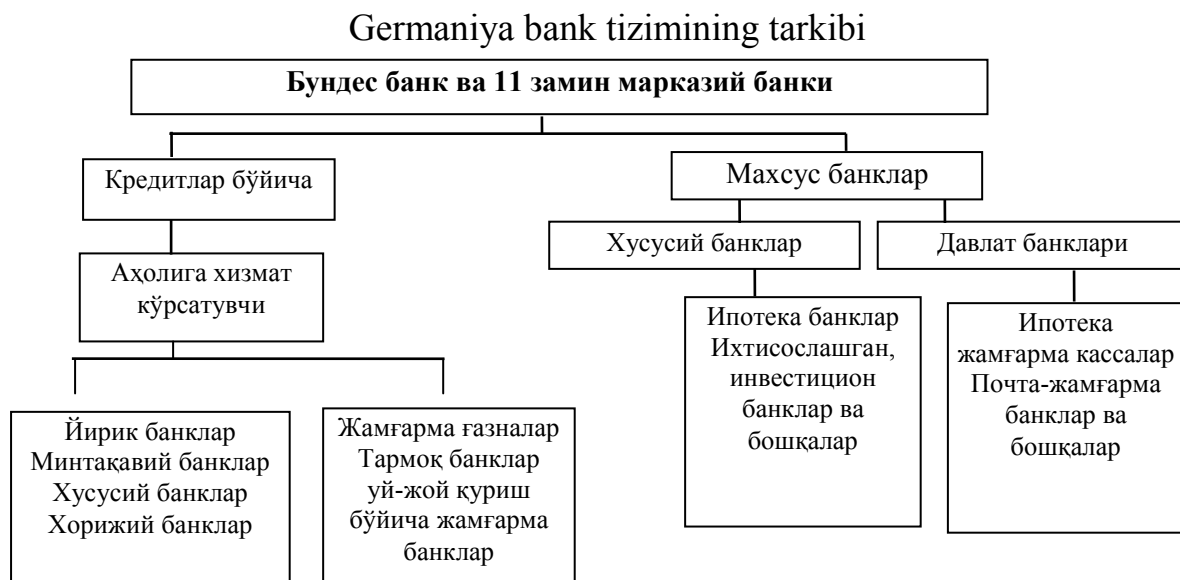 Germaniya bank tizimining tarkibi
Бундес банк ва 11 замин марказий банки
Кредитлар бўйича
Махсус банклар
Аҳолига хизмат
кўрсатувчи
Хусусий банклар
Давлат банклари
Йирик банклар
Минтақавий банклар
Хусусий банклар
Хорижий банклар
Жамғарма ғазналар
Тармоқ банклар
уй-жой қуриш
бўйича жамғарма
банклар
Ипотека банклар
Ихтисослашган,
инвестицион
банклар ва
бошқалар
Ипотека
жамғарма кассалар
Почта-жамғарма
банклар ва
бошқалар